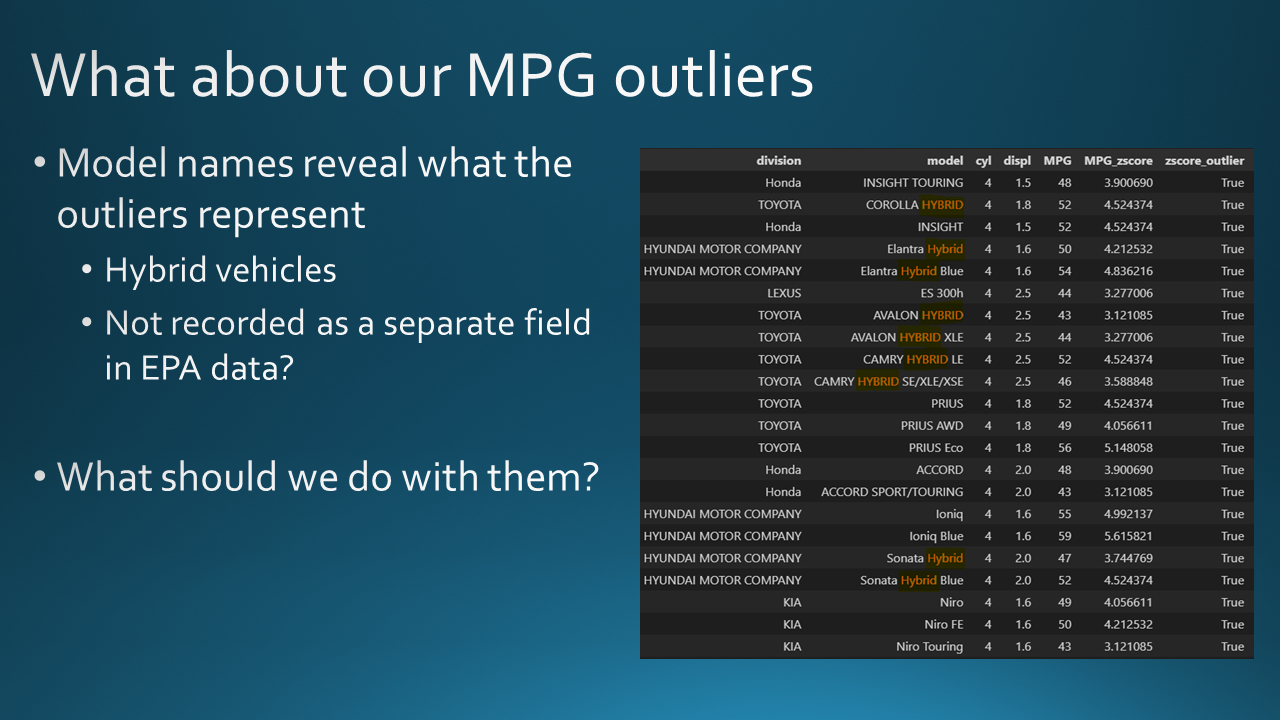 What about our MPG outliers
• Model names reveal what the
outliers represent
• Hybrid vehicles
• Not recorded as a separate field
in EPA data?
• What should we do with them?
division model cyl displ MPG MPG_zscore zscore_outlier
Honda INSIGHT TOURING 4 1.5 48 3.900690 True
TOYOTA COROLLA HYBRID 4 1.8 52 4.524374 True
Honda INSIGHT 4 1.5 52 4.524374 True
HYUNDAI MOTOR COMPANY Elantra Hybrid 4 1.6 50 4.212532 True
HYUNDAI MOTOR COMPANY Elantra Hybrid Blue 4 1.6 54 4.836216 True
LEXUS ES 300h 4 2.5 44 3.277006 True
TOYOTA AVALON HYBRID 4 2.5 43 3.121085 True
TOYOTA AVALON HYBRID XLE 4 2.5 44 3.277006 True
TOYOTA CAMRY HYBRID LE 4 2.5 52 4.524374 True
TOYOTA CAMRY HYBRID SE/XLE/XSE 4 2.5 46 3.588848 True
TOYOTA PRIUS 4 1.8 52 4.524374 True
TOYOTA PRIUS AWD 4 1.8 49 4.056611 True
TOYOTA PRIUS Eco 4 1.8 56 5.148058 True
Honda ACCORD 4 2.0 48 3.900690 True
Honda ACCORD SPORT/TOURING 4 2.0 43 3.121085 True
HYUNDAI MOTOR COMPANY Ioniq 4 1.6 55 4.992137 True
HYUNDAI MOTOR COMPANY Ioniq Blue 4 1.6 59 5.615821 True
HYUNDAI MOTOR COMPANY Sonata Hybrid 4 2.0 47 3.744769 True
HYUNDAI MOTOR COMPANY Sonata Hybrid Blue 4 2.0 52 4.524374 True
KIA Niro 4 1.6 49 4.056611 True
KIA Niro FE 4 1.6 50 4.212532 True
KIA Niro Touring 4 1.6 43 3.121085 True